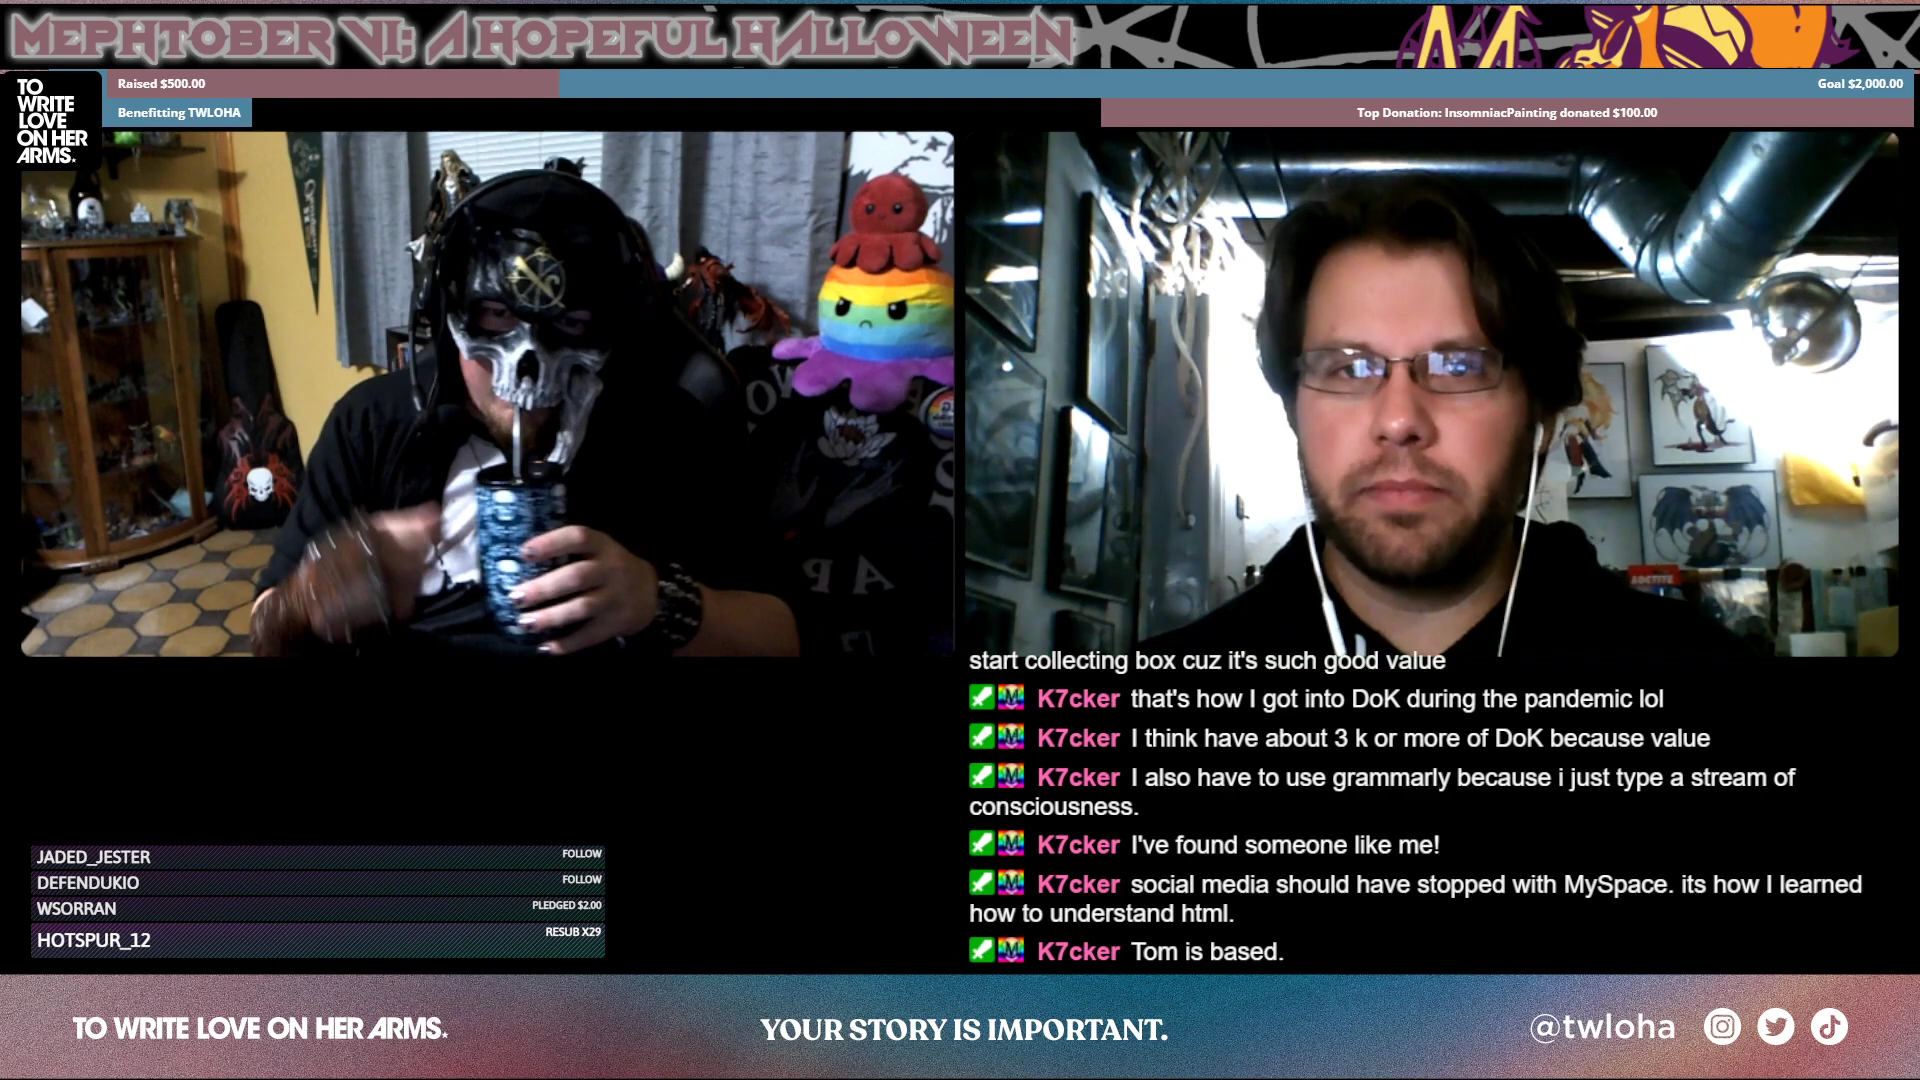 MEPHTOBER VI: A HOPEFUL HALLOWEEN
TO
WRITE
LOVE
ON HER
ARMS.
Raised $500.00
Goal $2,000.00
Benefitting TWLOHA
Top Donation: InsomniacPainting donated $100.00
LOCTITE
start collecting box cuz it's such good value
K7cker that's how I got into DoK during the pandemic lol
K7cker I think have about 3 k or more of DoK because value
K7cker I also have to use grammarly because i just type a stream of
consciousness.
K7cker I've found someone like me!
K7cker social media should have stopped with MySpace. its how I learned
how to understand html.
K7cker Tom is based.
JADED_JESTER FOLLOW
DEFENDUKIO FOLLOW
WSORRAN PLEDGED $2.00
HOTSPUR_12 RESUB X29
TO WRITE LOVE ON HER ARMS.
YOUR STORY IS IMPORTANT.
@twloha